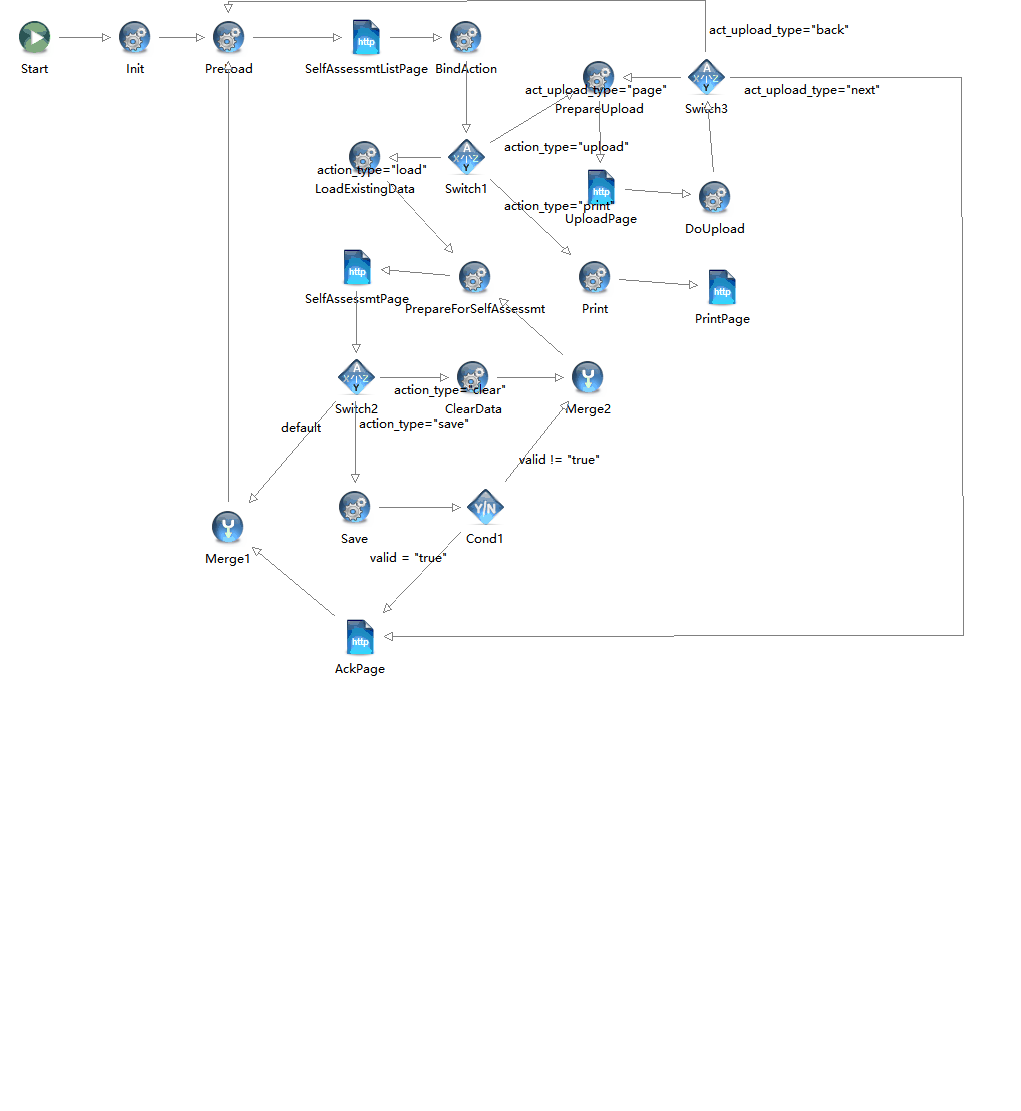 act_upload_type="back"
http
Start
Init
PreLoad
SelfAssessmtListPage
BindAction
A
X Z
Y
act_upload_type="page"
act_upload_type="next"
PrepareUpload
Switch3
action_type="upload"
A
X Z
Y
action_type="load"
LoadExistingData
Switch1
http
action_type="print"
UploadPage
DoUpload
http
SelfAssessmtPage
PrepareForSelfAssessmt
Print
http
PrintPage
A
X Z
Y
action_type="clear"
Switch2
ClearData
Merge2
default
action_type="save"
valid != "true"
Y/N
Save
Cond1
Merge1
valid = "true"
http
AckPage